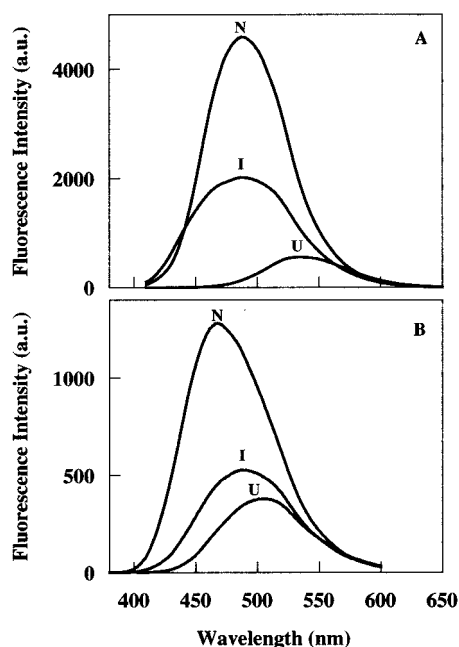 N
A
4000
I
2000
U
0
Fluorescence Intensity (a.u.)
N
B
1000
I
500
U
0
Fluorescence Intensity (a.u.)
400 450 500 550 600 650
Wavelength (nm)